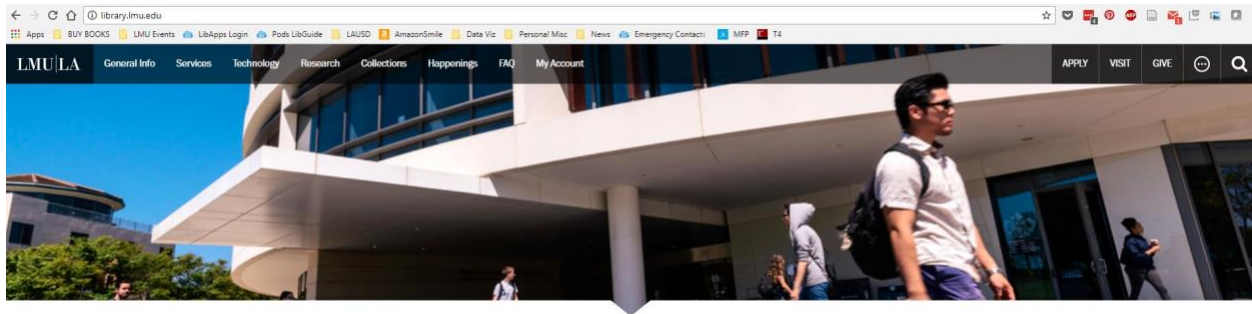 library.lmu.edu
Apps BUY BOOKS LMU Events LibApps Login Pods LibGuide LAUSD AmazonSmile Data Viz Personal Misc News Emergency Contacts MFP T4
LMU|LA General Info Services Technology Research Collections Happenings FAQ My Account APPLY VISIT GIVE